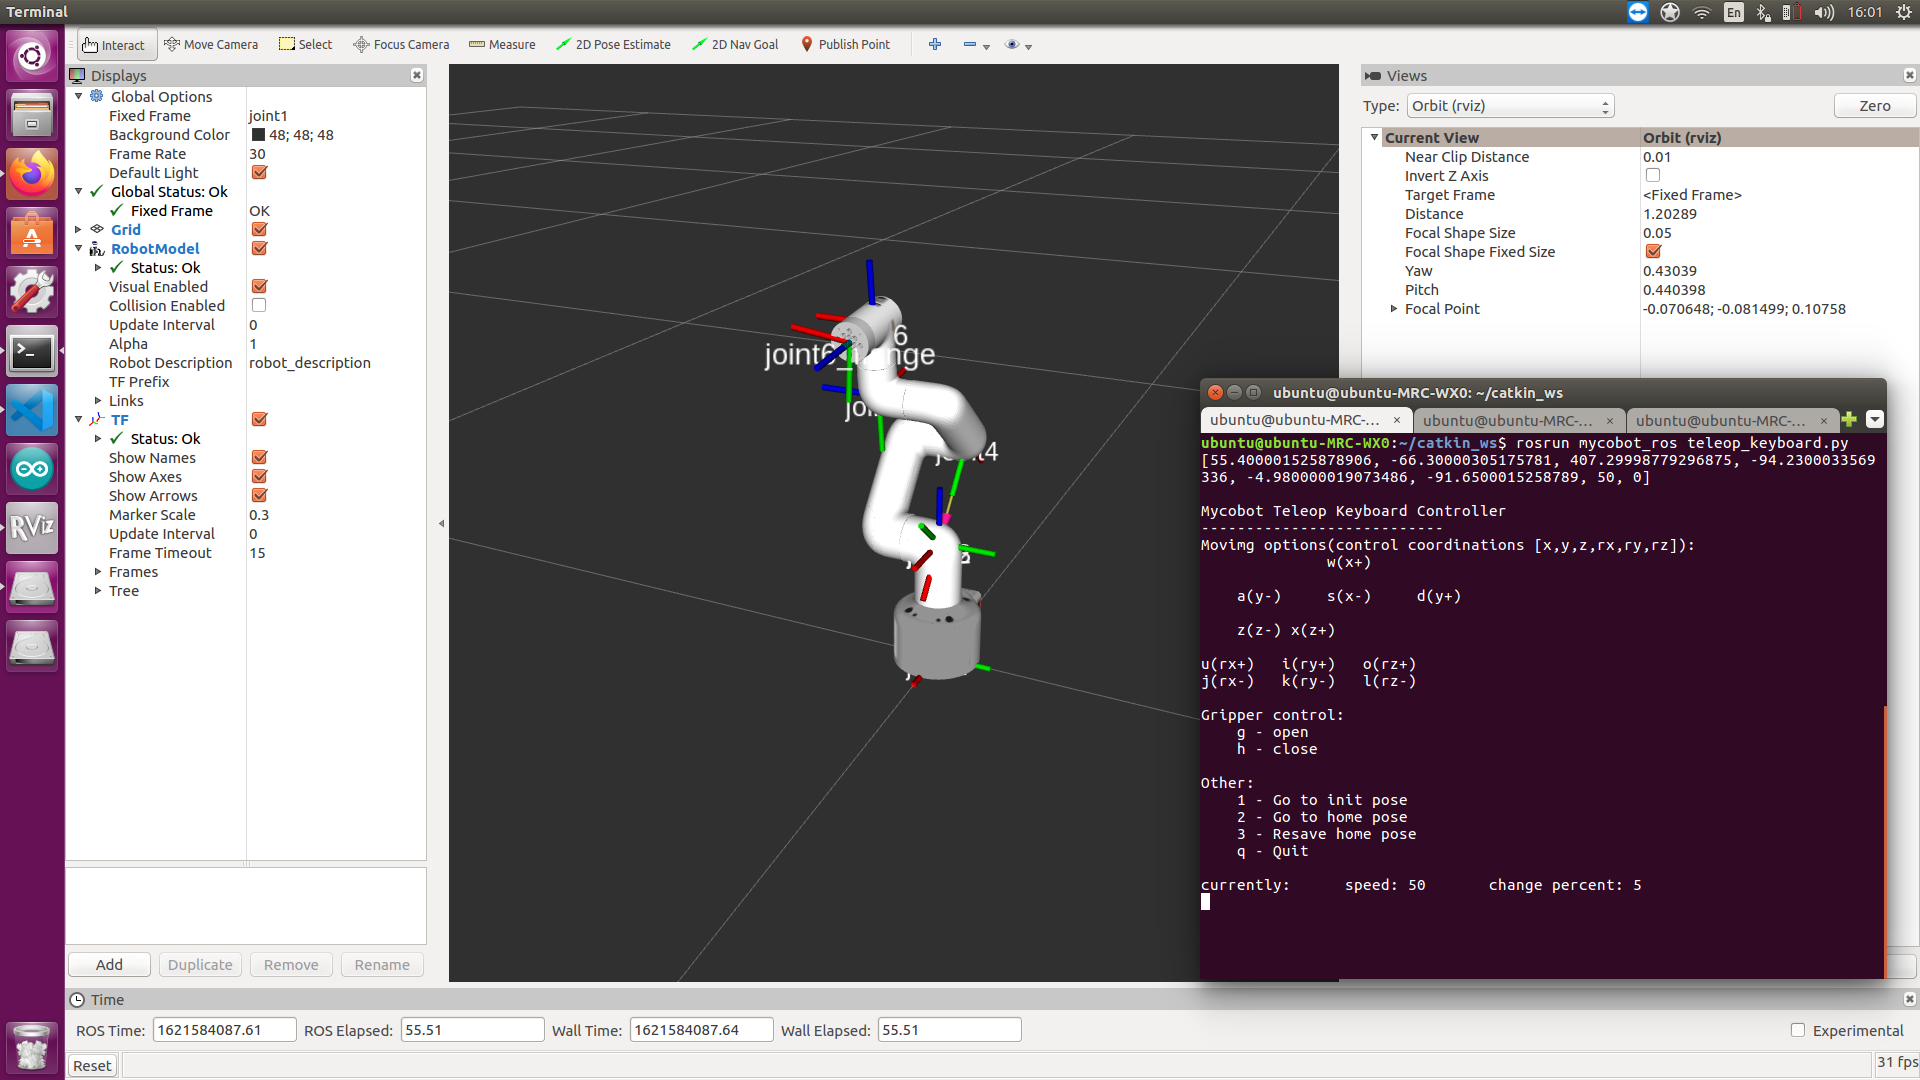 Terminal
En
16:01
Interact
Move Camera
Select
Focus Camera
Measure
2D Pose Estimate
2D Nav Goal
Publish Point
Displays
Global Options
Fixed Frame joint1
Background Color 48; 48; 48
Frame Rate 30
Default Light
Global Status: Ok
Fixed Frame OK
Grid
RobotModel
Status: Ok
Visual Enabled
Collision Enabled
Update Interval 0
Alpha 1
Robot Description robot_description
TF Prefix
Links
TF
Status: Ok
Show Names
Show Axes
Show Arrows
Marker Scale 0.3
Update Interval 0
Frame Timeout 15
Frames
Tree
Add
Duplicate
Remove
Rename
RViz
6
Views
Type: Orbit (rviz) Zero
Current View Orbit (rviz)
Near Clip Distance 0.01
Invert Z Axis
Target Frame <Fixed Frame>
Distance 1.20289
Focal Shape Size 0.05
Focal Shape Fixed Size
Yaw 0.43039
Pitch 0.440398
Focal Point -0.070648; -0.081499; 0.10758
ubuntu@ubuntu-MRC-WX0: ~/catkin_ws
ubuntu@ubuntu-MRC-... ubuntu@ubuntu-MRC-... ubuntu@ubuntu-MRC-...
ubuntu@ubuntu-MRC-WX0:~/catkin_ws$ rosrun mycobot_ros teleop_keyboard.py
[55.400001525878906, -66.30000305175781, 407.29998779296875, -94.2300033569
336, -4.980000019073486, -91.6500015258789, 50, 0]
Mycobot Teleop Keyboard Controller
---------------------------
Movimg options(control coordinations [x,y,z,rx,ry,rz]):
w(x+)
a(y-) s(x-) d(y+)
z(z-) x(z+)
u(rx+) i(ry+) o(rz+)
j(rx-) k(ry-) l(rz-)
Gripper control:
g - open
h - close
Other:
1 - Go to init pose
2 - Go to home pose
3 - Resave home pose
q - Quit
currently: speed: 50 change percent: 5
Time
ROS Time: 1621584087.61 ROS Elapsed: 55.51 Wall Time: 1621584087.64 Wall Elapsed: 55.51 Experimental
Reset
31 fps